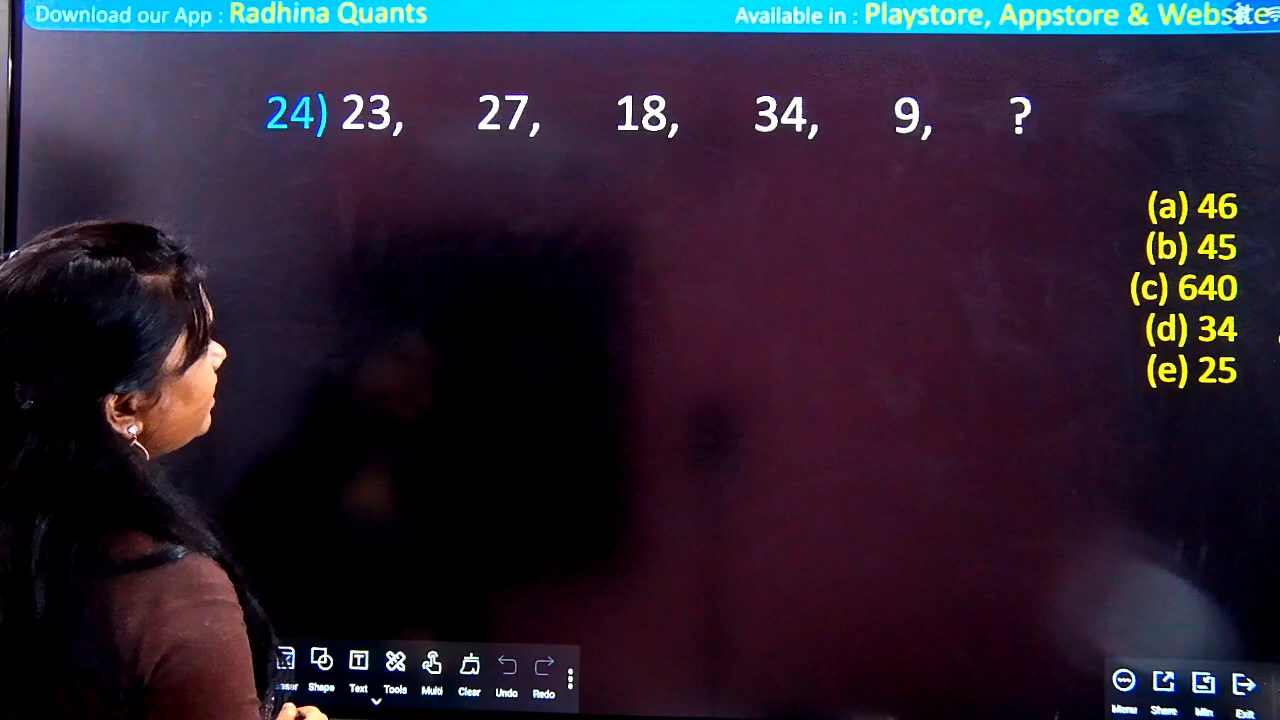 Download our App : Radhina Quants
Available in : Playstore, Appstore & Website
24) 23, 27, 18, 34, 9, ?
(a) 46
(b) 45
(c) 640
(d) 34
(e) 25
Shape Text Tools Multi Clear Undo Redo
Menu Share Min Exit